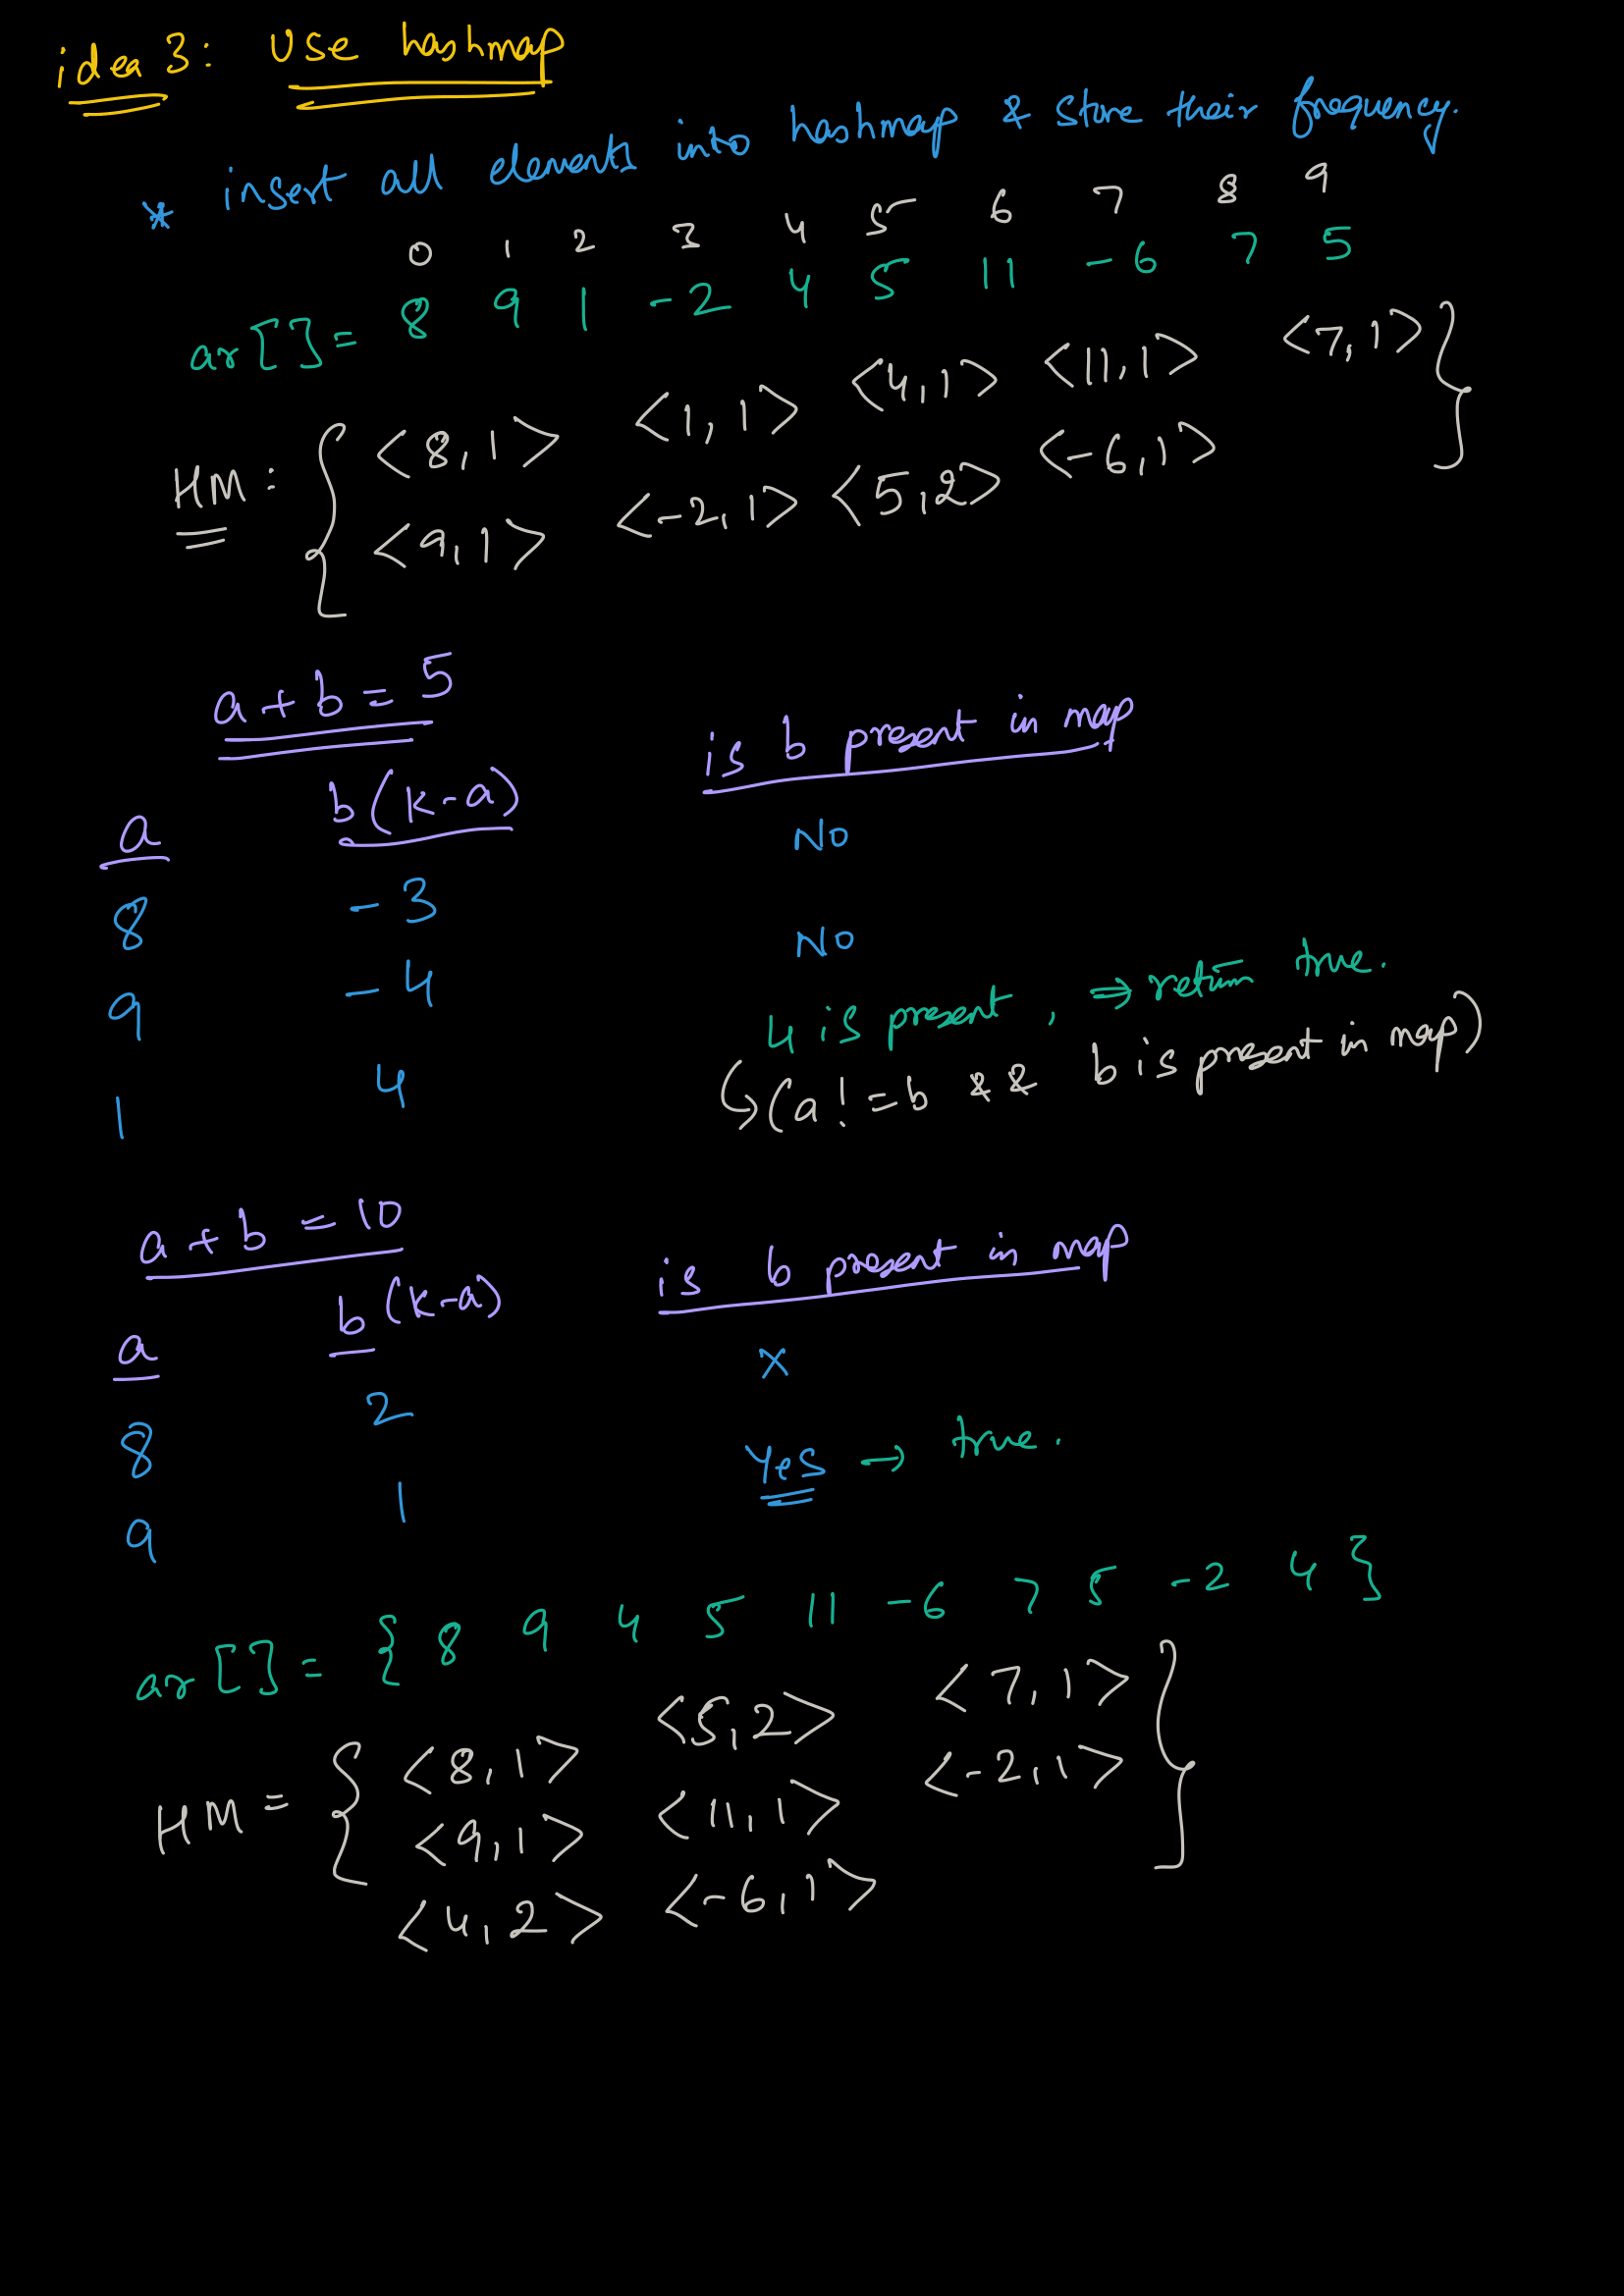 idea 3: Use hashmap
* insert all elements into hashmap & store their frequency.
0 1 2 3 4 5 6 7 8 9
ar[]= 8 9 1 -2 4 5 11 -6 7 5
HM: { <8,1> <1,1> <4,1> <11,1> <7,1> }
<9,1> <-2,1> <5,2> <-6,1>
a+b=5
a b(k-a) is b present in map
8 -3 NO
9 -4 NO
1 4 4 is present, ⇒ return true.
↳(a!=b && b is present in map)
a+b=10
a b(k-a) is b present in map
8 2 x
9 1 Yes → true.
ar[]= { 8 9 4 5 11 -6 7 5 -2 4 }
HM= { <8,1> <5,2> <7,1> }
<9,1> <11,1> <-2,1>
<4,2> <-6,1>